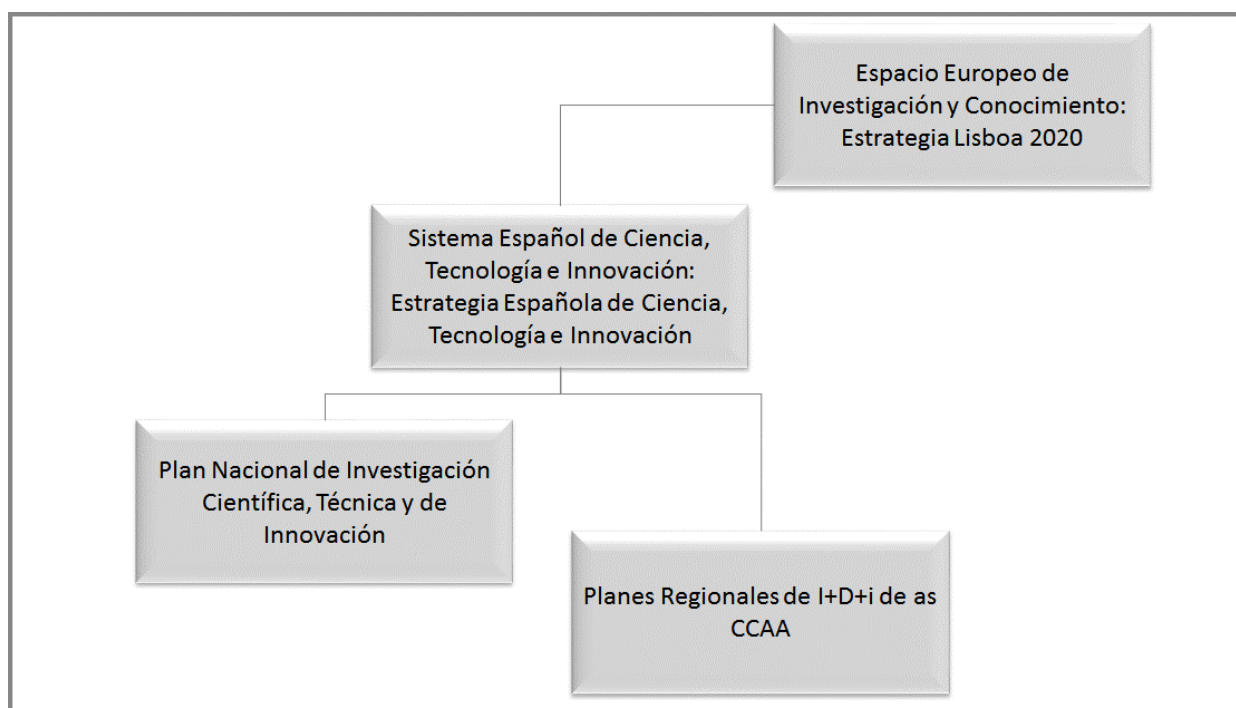 Espacio Europeo de
Investigación y Conocimiento:
Estrategia Lisboa 2020
Sistema Español de Ciencia,
Tecnología e Innovación:
Estrategia Española de Ciencia,
Tecnología e Innovación
Plan Nacional de Investigación
Científica, Técnica y de
Innovación
Planes Regionales de I+D+i de as
CCAA